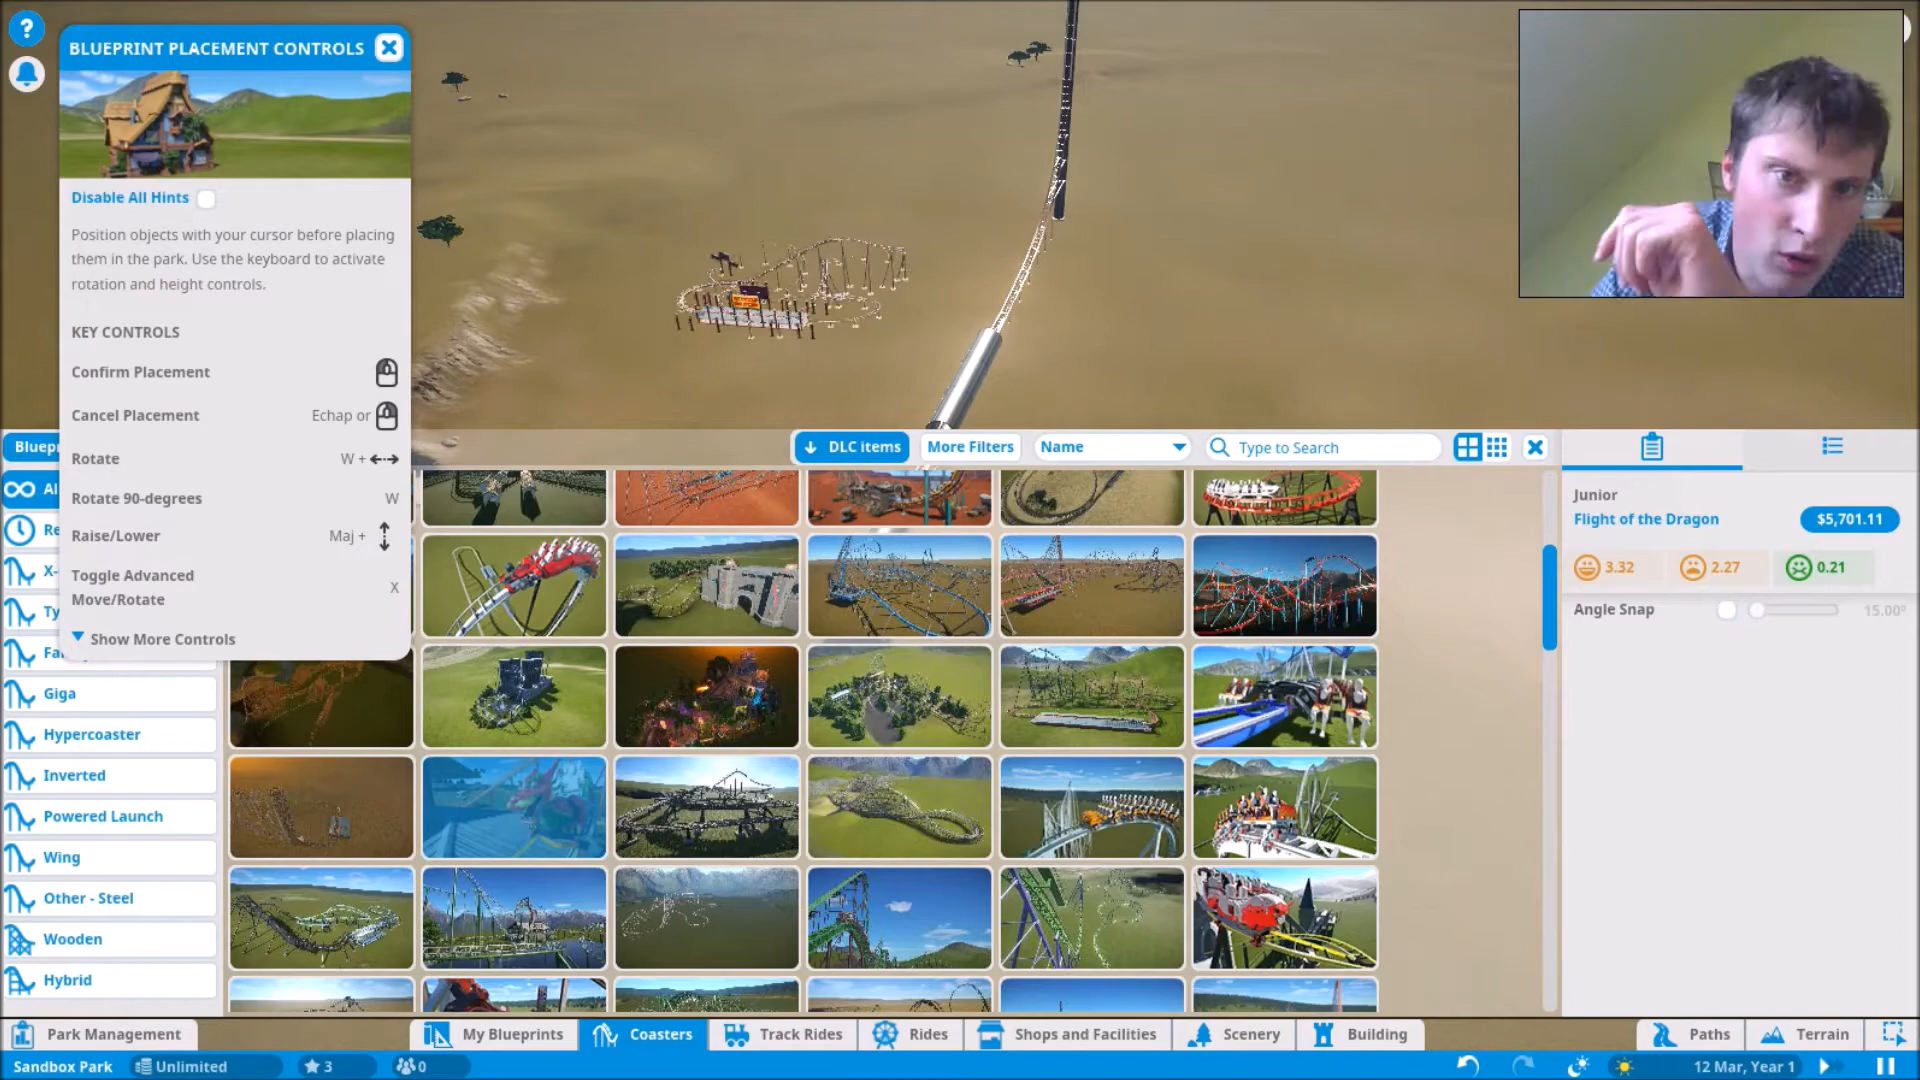 ?
BLUEPRINT PLACEMENT CONTROLS
Disable All Hints
Position objects with your cursor before placing
them in the park. Use the keyboard to activate
rotation and height controls.
KEY CONTROLS
Confirm Placement
Cancel Placement Echap or
Rotate W +
Rotate 90-degrees W
Raise/Lower Maj +
Toggle Advanced
Move/Rotate X
Show More Controls
Bluepr
DLC items
More Filters
Name
Type to Search
Al
Re
X-
Ty
Fa
Giga
Hypercoaster
Inverted
Powered Launch
Wing
Other - Steel
Wooden
Hybrid
Junior
Flight of the Dragon $5,701.11
3.32 2.27 0.21
Angle Snap 15.00°
Park Management
My Blueprints
Coasters
Track Rides
Rides
Shops and Facilities
Scenery
Building
Paths
Terrain
Sandbox Park
Unlimited
3
0
12 Mar, Year 1